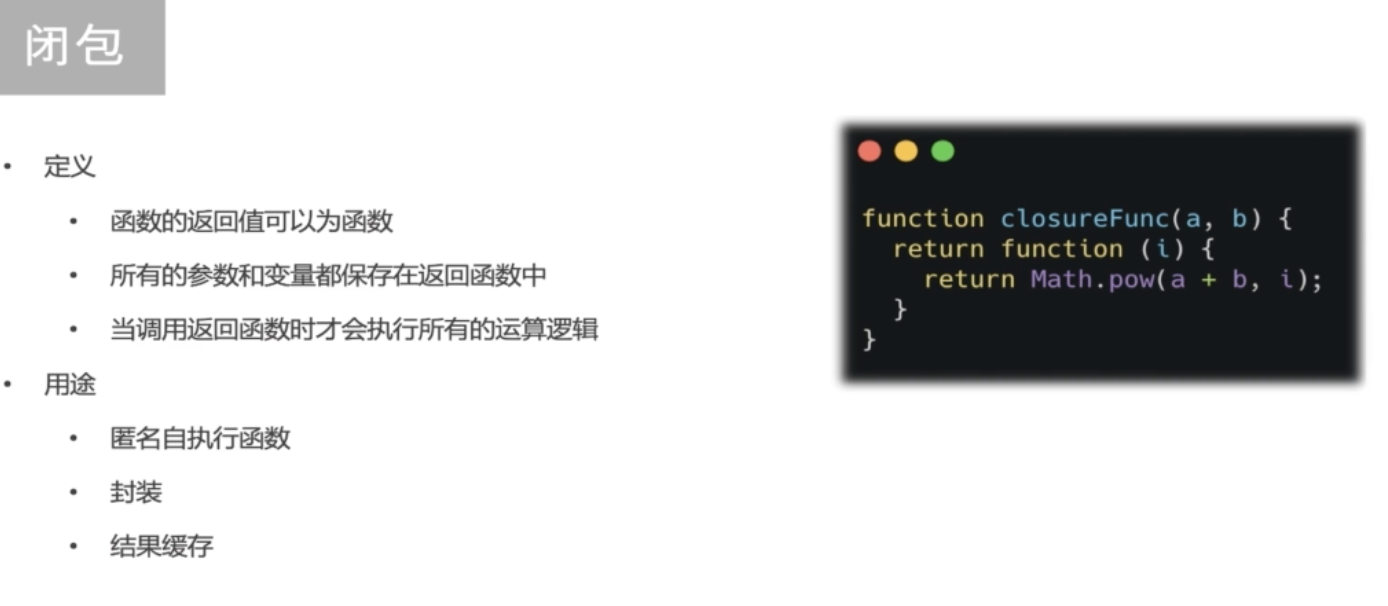 闭包
• 定义
• 函数的返回值可以为函数
• 所有的参数和变量都保存在返回函数中
• 当调用返回函数时才会执行所有的运算逻辑
• 用途
• 匿名自执行函数
• 封装
• 结果缓存
function closureFunc(a, b) {
  return function (i) {
    return Math.pow(a + b, i);
  }
}